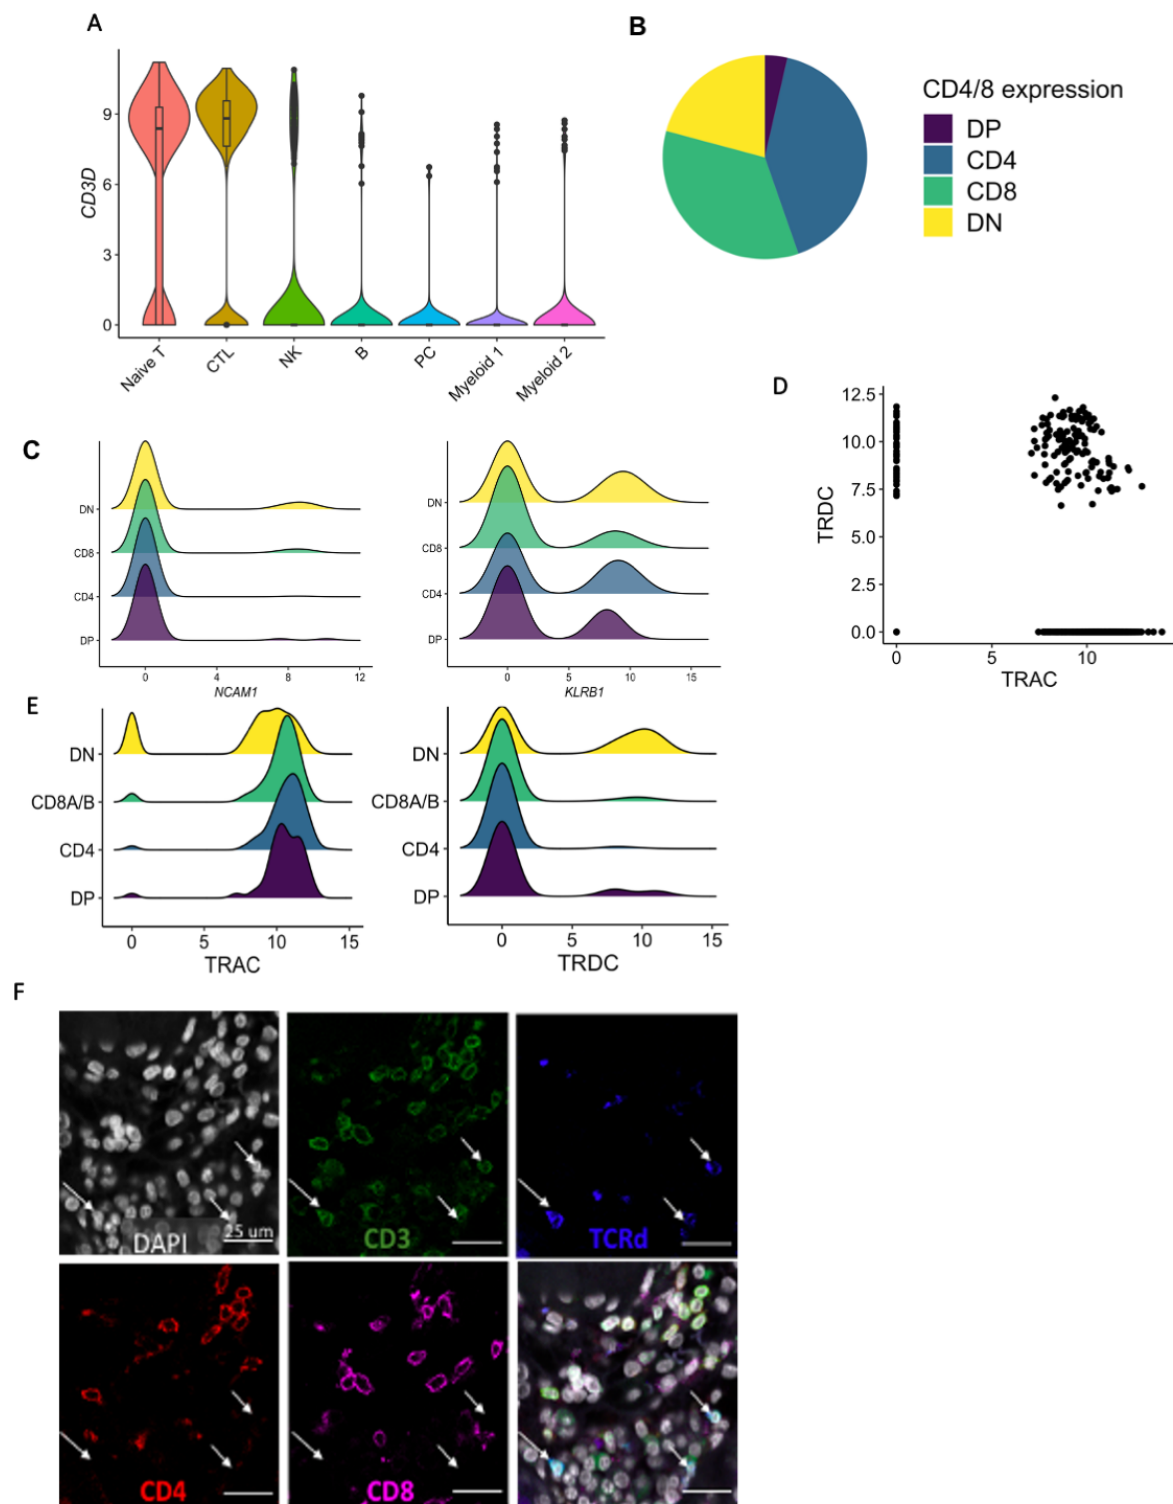 A
B
9
6
3
0
CD3D
Naive T
CTL
NK
B
PC
Myeloid 1
Myeloid 2
CD4/8 expression
DP
CD4
CD8
DN
C
DN
CD8
CD4
DP
0 4 8 12
NCAM1
DN
CD8
CD4
DP
0 5 10 15
KLRB1
D
12.5
10.0
7.5
5.0
2.5
0.0
TRDC
0 5 10
TRAC
E
DN
CD8A/B
CD4
DP
0 5 10 15
TRAC
DN
CD8A/B
CD4
DP
0 5 10 15
TRDC
F
DAPI
25 um
CD3
TCRd
CD4
CD8